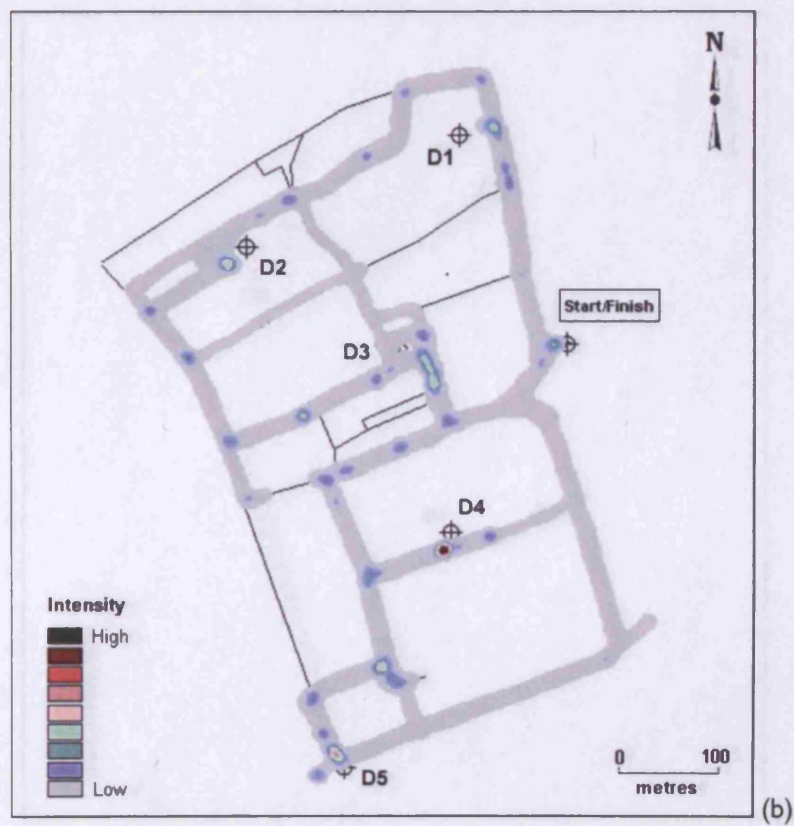 N
D1
D2
Start/Finish
D3
D4
Intensity
High
Low
0 100
metres
D5
(b)